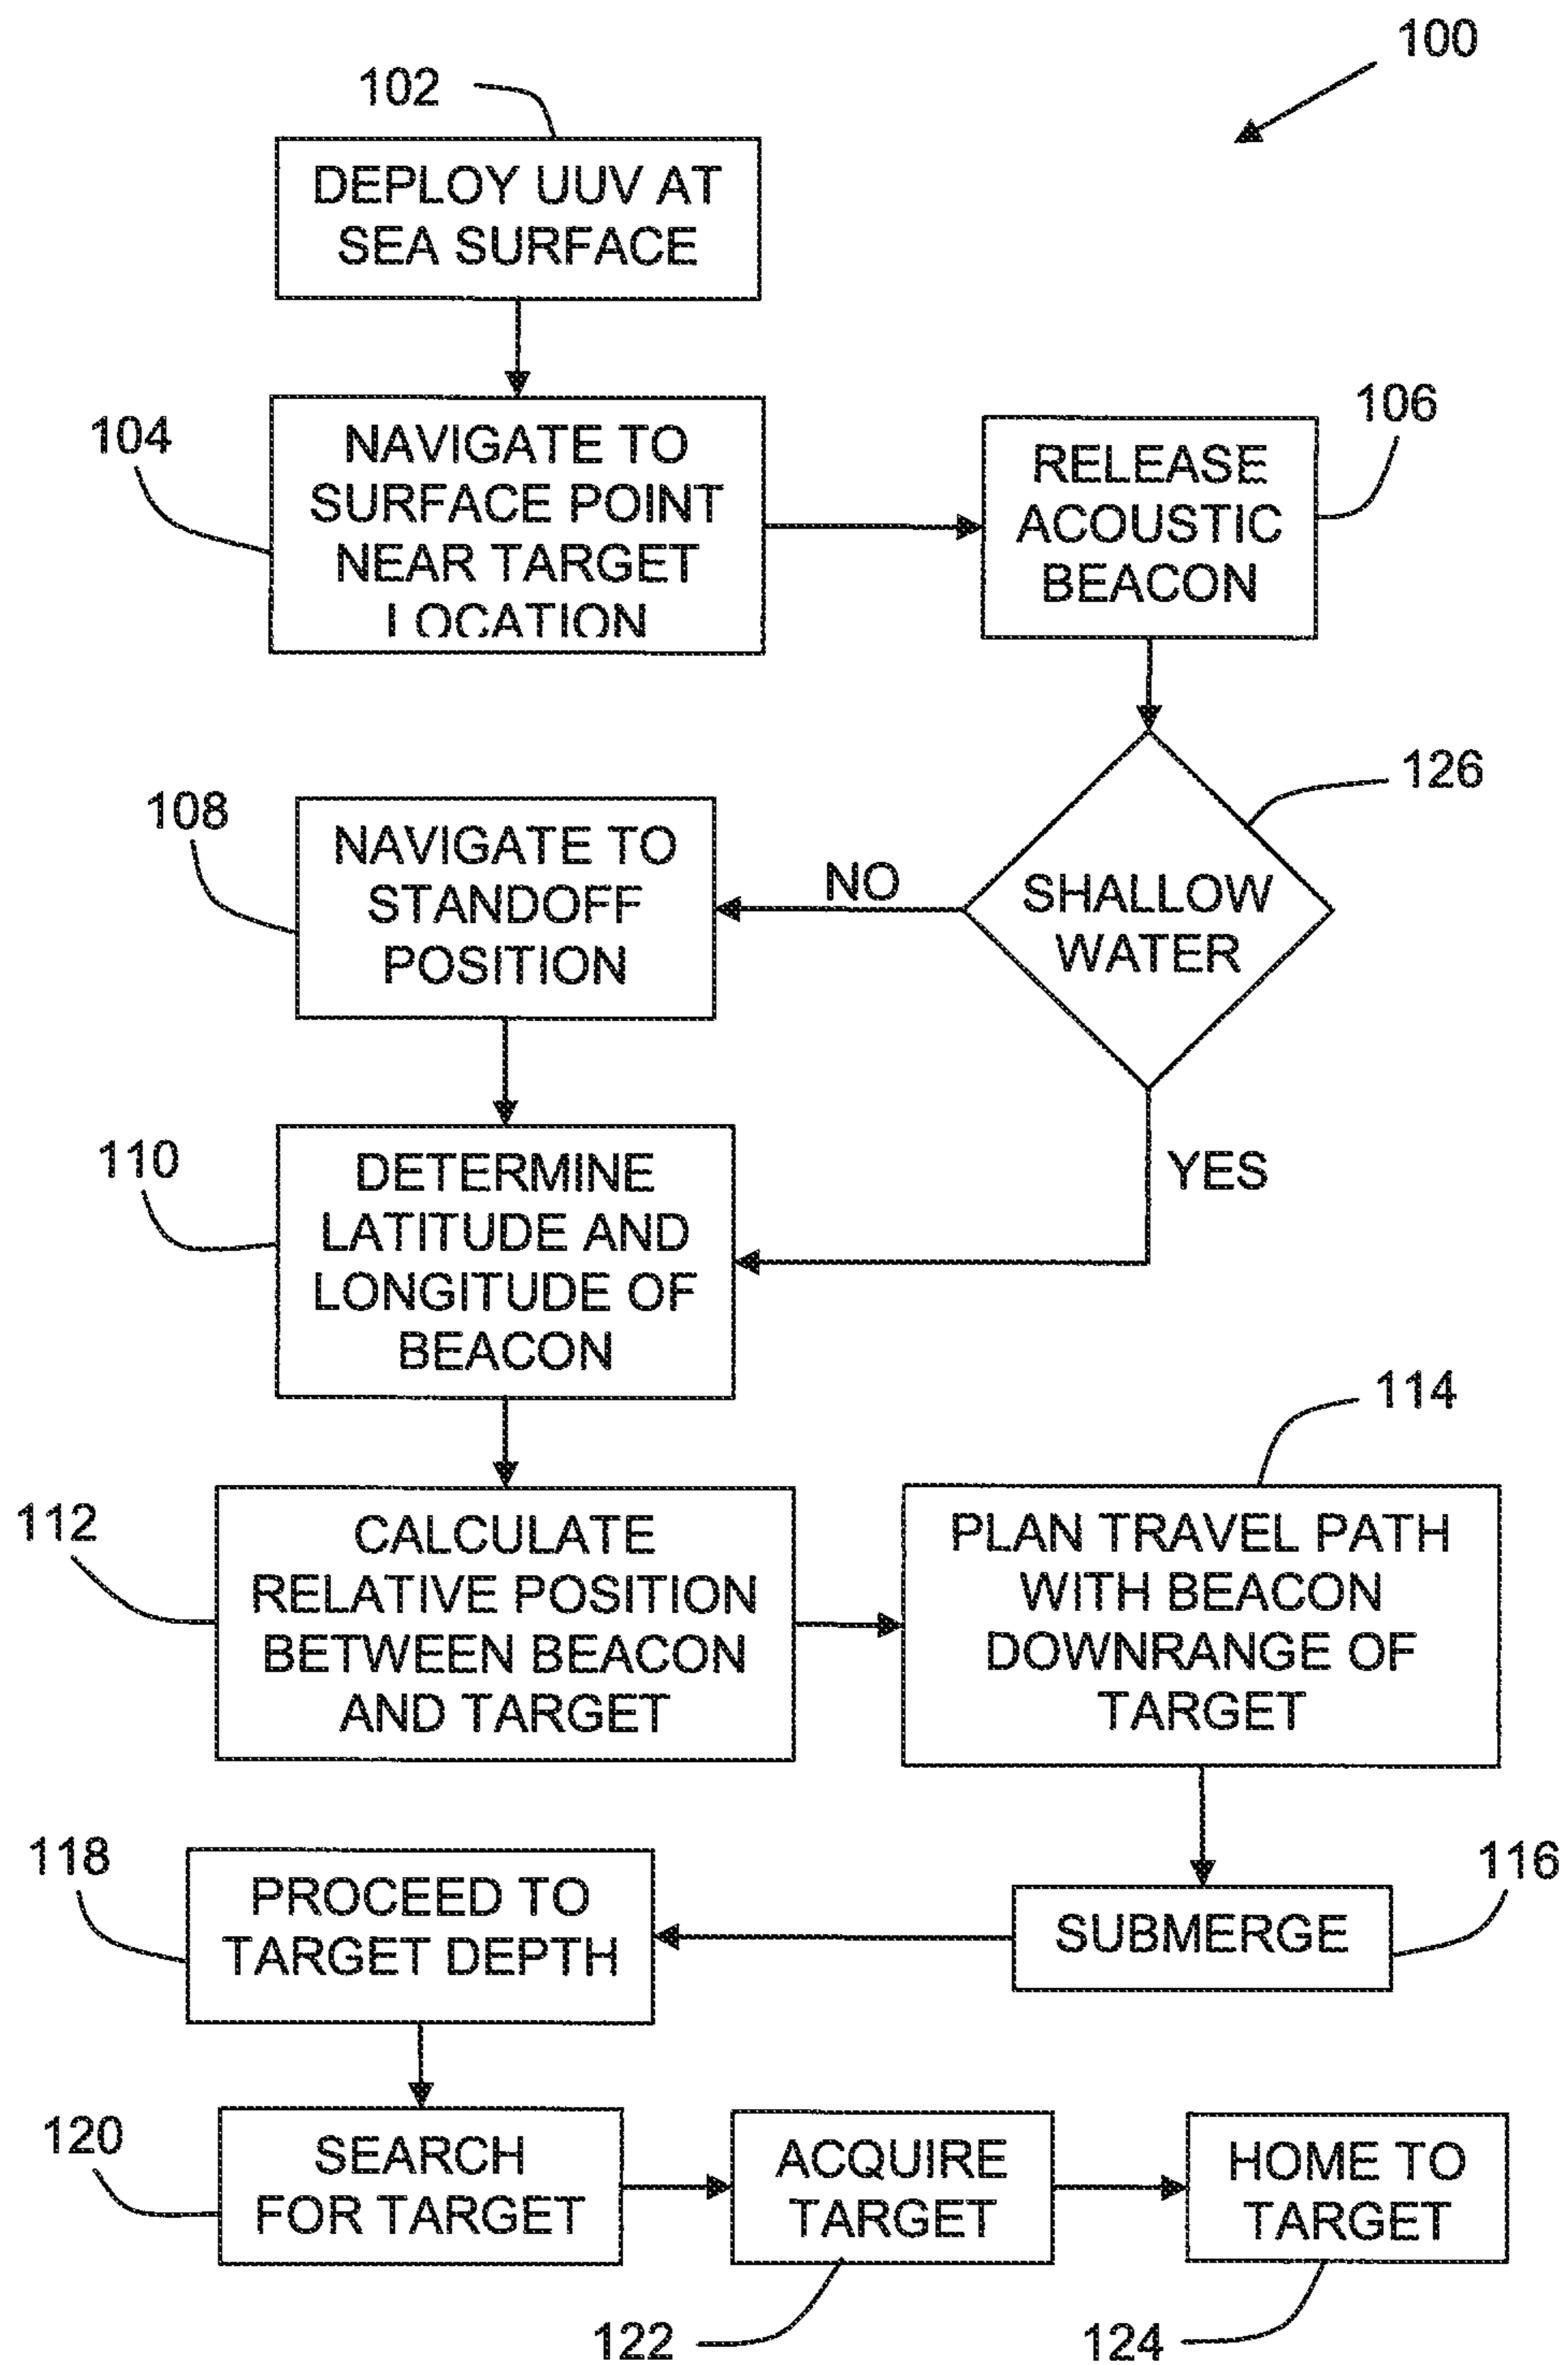 100
102
DEPLOY UUV AT
SEA SURFACE
104
NAVIGATE TO
SURFACE POINT
NEAR TARGET
LOCATION
106
RELEASE
ACOUSTIC
BEACON
126
SHALLOW
WATER
NO
YES
108
NAVIGATE TO
STANDOFF
POSITION
110
DETERMINE
LATITUDE AND
LONGITUDE OF
BEACON
112
CALCULATE
RELATIVE POSITION
BETWEEN BEACON
AND TARGET
114
PLAN TRAVEL PATH
WITH BEACON
DOWNRANGE OF
TARGET
116
SUBMERGE
118
PROCEED TO
TARGET DEPTH
120
SEARCH
FOR TARGET
ACQUIRE
TARGET
122
HOME TO
TARGET
124